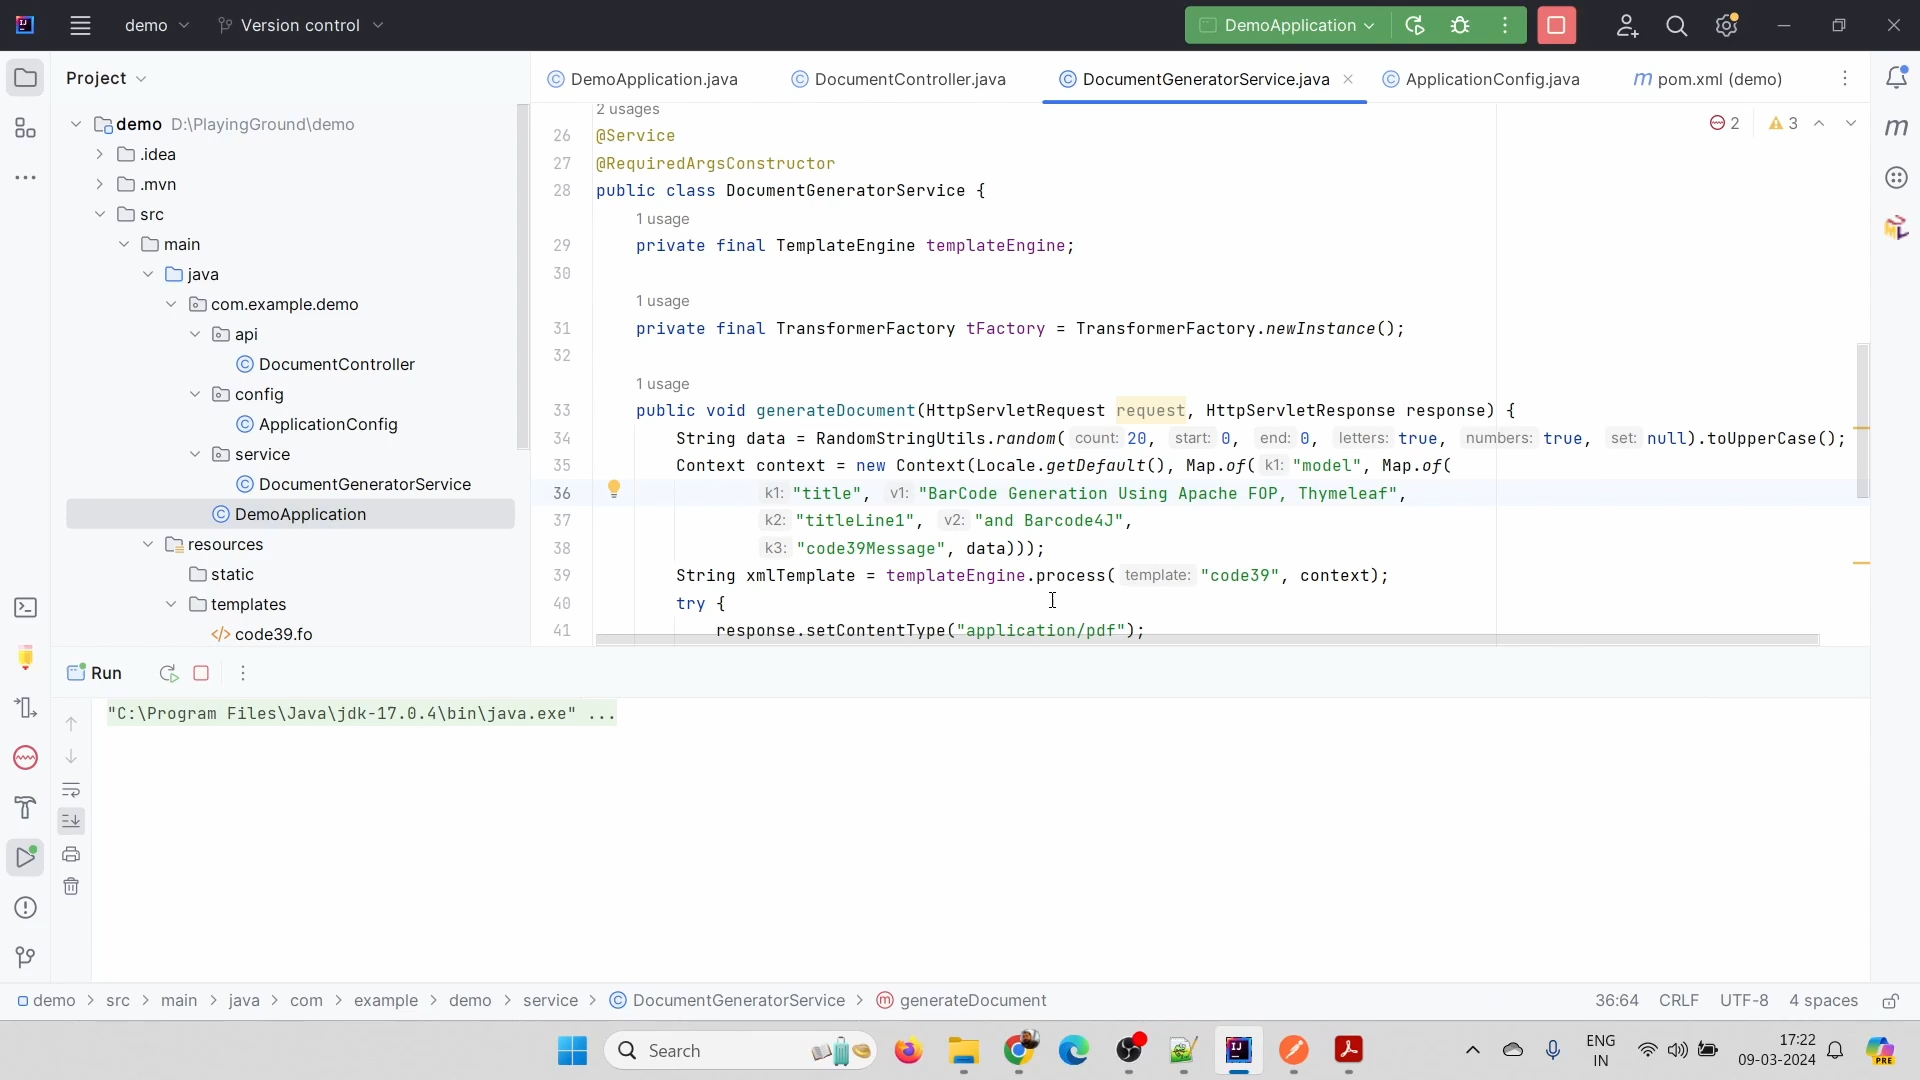 demo
Version control
DemoApplication
Project
DemoApplication.java
DocumentController.java
DocumentGeneratorService.java
ApplicationConfig.java
m pom.xml (demo)
demo D:\PlayingGround\demo
.idea
.mvn
src
main
java
com.example.demo
api
DocumentController
config
ApplicationConfig
service
DocumentGeneratorService
DemoApplication
resources
static
templates
code39.fo
2 3
2 usages
26 @Service
27 @RequiredArgsConstructor
28 public class DocumentGeneratorService {
1 usage
29 private final TemplateEngine templateEngine;
30
1 usage
31 private final TransformerFactory tFactory = TransformerFactory.newInstance();
32
1 usage
33 public void generateDocument(HttpServletRequest request, HttpServletResponse response) {
34 String data = RandomStringUtils.random( count: 20, start: 0, end: 0, letters: true, numbers: true, set: null).toUpperCase();
35 Context context = new Context(Locale.getDefault(), Map.of( k1: "model", Map.of(
36 k1: "title", v1: "BarCode Generation Using Apache FOP, Thymeleaf",
37 k2: "titleLine1", v2: "and Barcode4J",
38 k3: "code39Message", data)));
39 String xmlTemplate = templateEngine.process( template: "code39", context);
40 try {
41 response.setContentType("application/pdf");
Run
"C:\Program Files\Java\jdk-17.0.4\bin\java.exe" ...
demo > src > main > java > com > example > demo > service > DocumentGeneratorService > generateDocument
36:64 CRLF UTF-8 4 spaces
Search
ENG
IN
17:22
09-03-2024
PRE